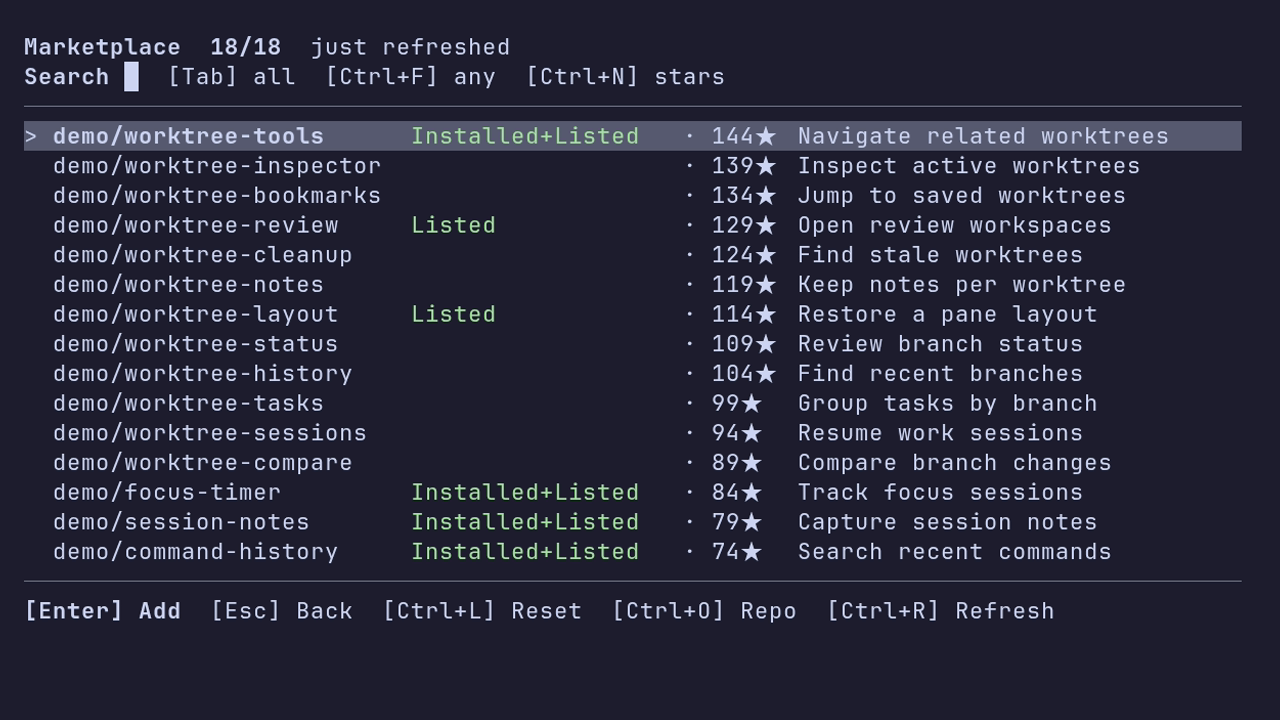 Marketplace  18/18  just refreshed
Search  [Tab] all  [Ctrl+F] any  [Ctrl+N] stars
> demo/worktree-tools  Installed+Listed  · 144★  Navigate related worktrees
demo/worktree-inspector  · 139★  Inspect active worktrees
demo/worktree-bookmarks  · 134★  Jump to saved worktrees
demo/worktree-review  Listed  · 129★  Open review workspaces
demo/worktree-cleanup  · 124★  Find stale worktrees
demo/worktree-notes  · 119★  Keep notes per worktree
demo/worktree-layout  Listed  · 114★  Restore a pane layout
demo/worktree-status  · 109★  Review branch status
demo/worktree-history  · 104★  Find recent branches
demo/worktree-tasks  · 99★  Group tasks by branch
demo/worktree-sessions  · 94★  Resume work sessions
demo/worktree-compare  · 89★  Compare branch changes
demo/focus-timer  Installed+Listed  · 84★  Track focus sessions
demo/session-notes  Installed+Listed  · 79★  Capture session notes
demo/command-history  Installed+Listed  · 74★  Search recent commands
[Enter] Add  [Esc] Back  [Ctrl+L] Reset  [Ctrl+O] Repo  [Ctrl+R] Refresh